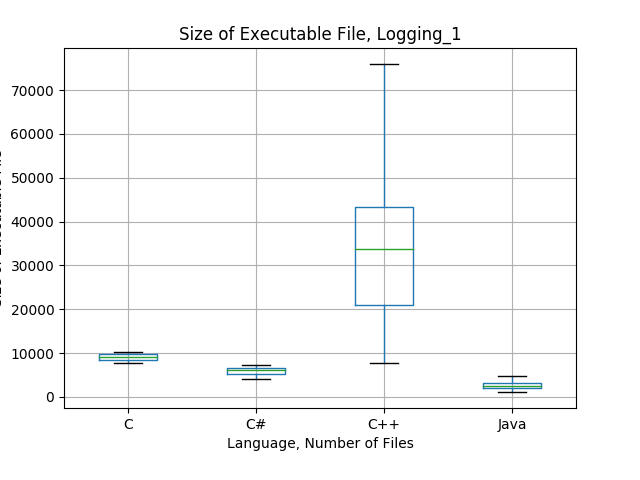 Size of Executable File, Logging_1
70000
60000
50000
40000
30000
20000
10000
0
C
C#
C++
Java
Language, Number of Files